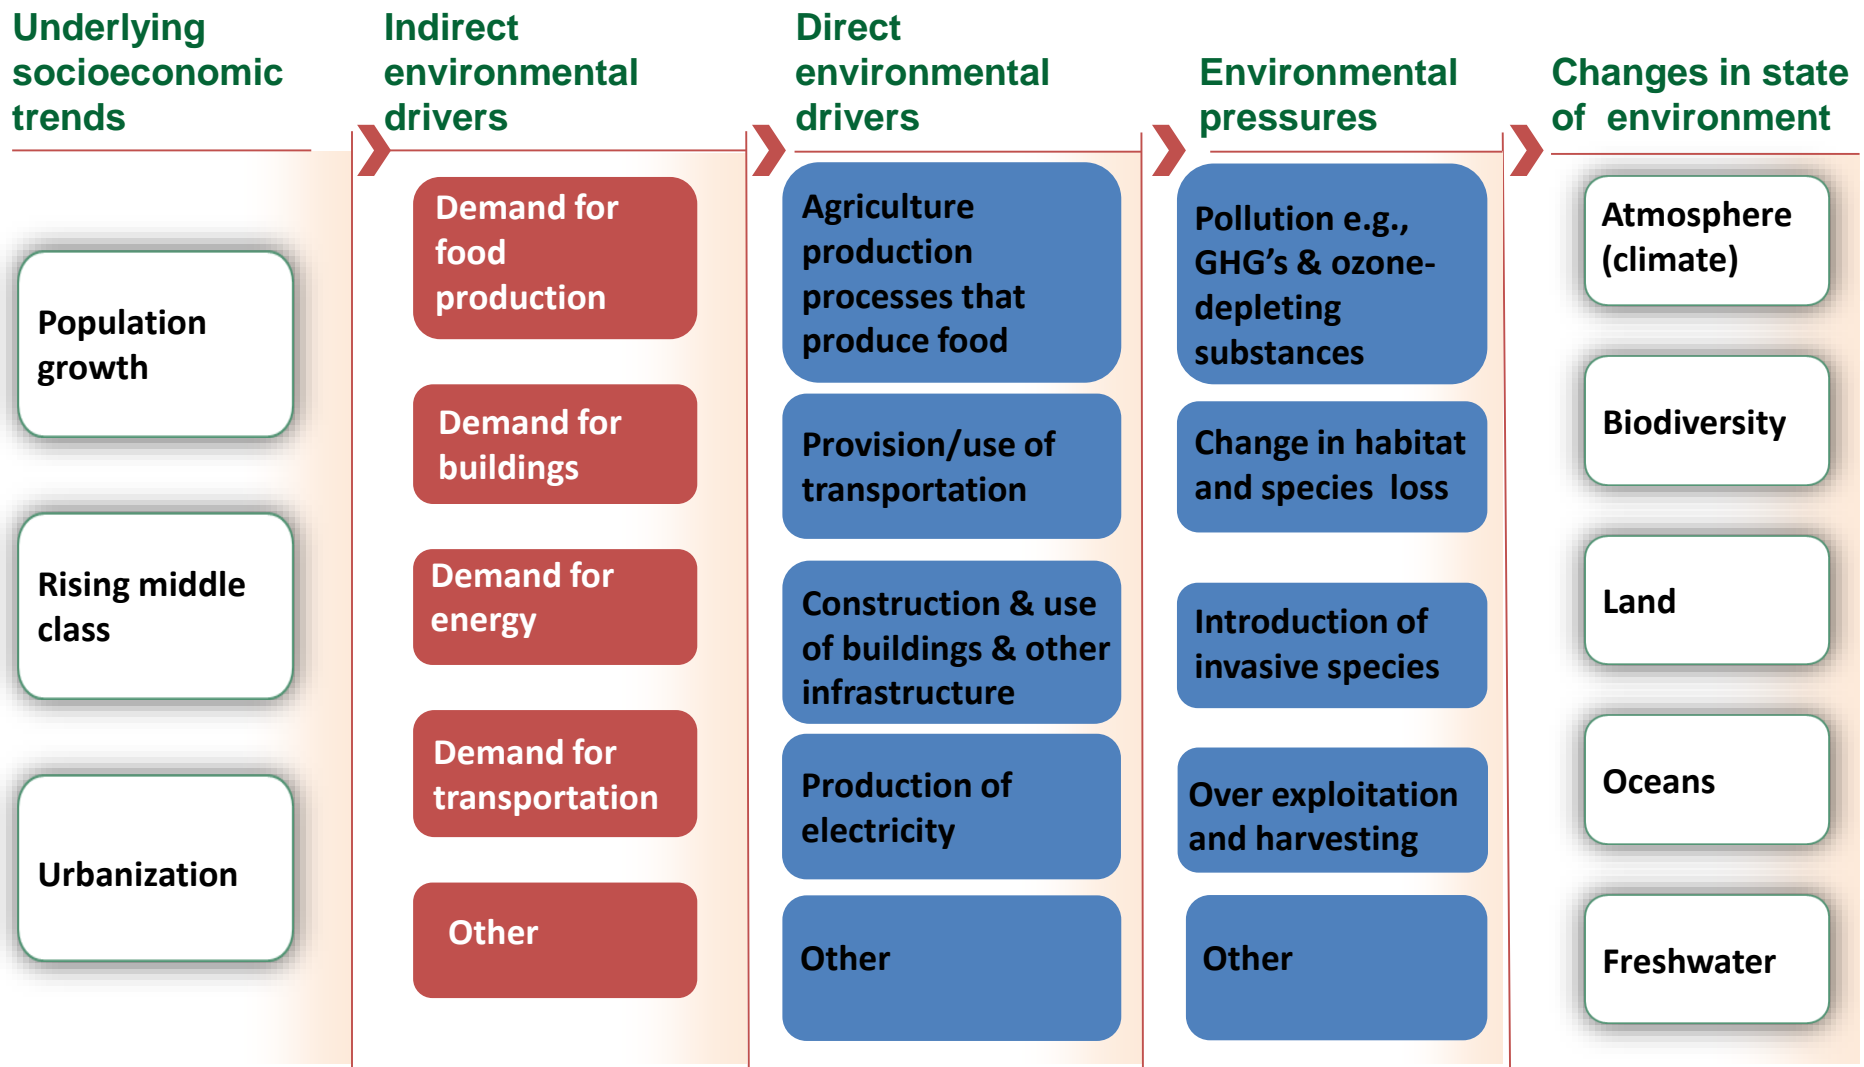 Underlying
socioeconomic
trends
Indirect
environmental
drivers
Direct
environmental
drivers
Environmental
pressures
Changes in state
of environment
Population
growth
Rising middle
class
Urbanization
Demand for
food
production
Demand for
buildings
Demand for
energy
Demand for
transportation
Other
Agriculture
production
processes that
produce food
Provision/use of
transportation
Construction & use
of buildings & other
infrastructure
Production of
electricity
Other
Pollution e.g.,
GHG's & ozone-
depleting
substances
Change in habitat
and species loss
Introduction of
invasive species
Over exploitation
and harvesting
Other
Atmosphere
(climate)
Biodiversity
Land
Oceans
Freshwater